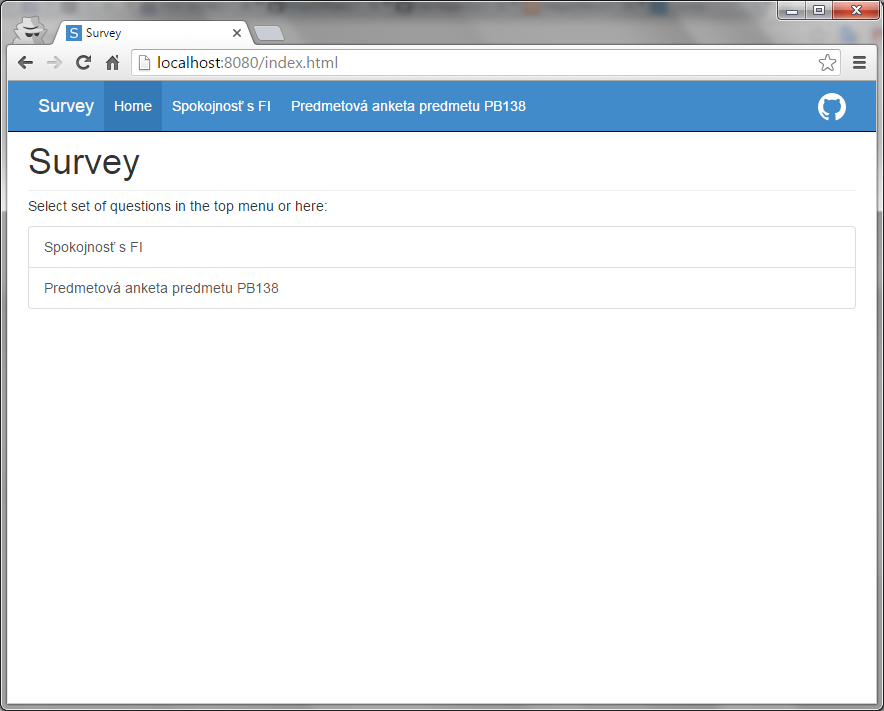 S Survey
localhost:8080/index.html
Survey Home Spokojnosť s FI Predmetová anketa predmetu PB138
Survey
Select set of questions in the top menu or here:
Spokojnosť s FI
Predmetová anketa predmetu PB138